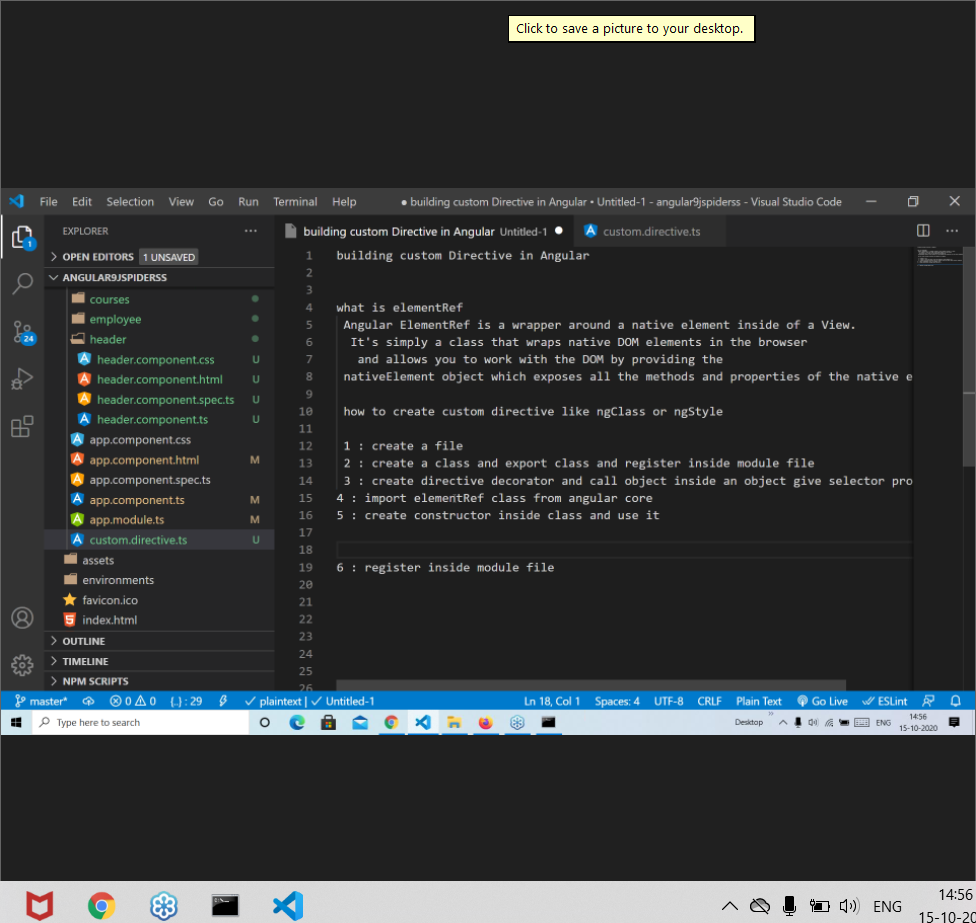 Click to save a picture to your desktop.
File Edit Selection View Go Run Terminal Help ● building custom Directive in Angular • Untitled-1 - angular9jspiderss - Visual Studio Code
EXPLORER
building custom Directive in Angular Untitled-1 ●
custom.directive.ts
OPEN EDITORS 1 UNSAVED
ANGULAR9JSPIDERSS
courses
employee
header
header.component.css U
header.component.html U
header.component.spec.ts U
header.component.ts U
app.component.css
app.component.html M
app.component.spec.ts
app.component.ts M
app.module.ts M
custom.directive.ts U
assets
environments
favicon.ico
index.html
OUTLINE
TIMELINE
NPM SCRIPTS
1
24
1 building custom Directive in Angular
2
3
4 what is elementRef
5 Angular ElementRef is a wrapper around a native element inside of a View.
6 It's simply a class that wraps native DOM elements in the browser
7 and allows you to work with the DOM by providing the
8 nativeElement object which exposes all the methods and properties of the native e
9
10 how to create custom directive like ngClass or ngStyle
11
12 1 : create a file
13 2 : create a class and export class and register inside module file
14 3 : create directive decorator and call object inside an object give selector pro
15 4 : import elementRef class from angular core
16 5 : create constructor inside class and use it
17
18
19 6 : register inside module file
20
21
22
23
24
25
26
master* 0 0 {..} : 29 plaintext | Untitled-1 Ln 18, Col 1 Spaces: 4 UTF-8 CRLF Plain Text Go Live ESLint
Type here to search
Desktop » ENG 14:56
15-10-2020
ENG 14:56
15-10-20